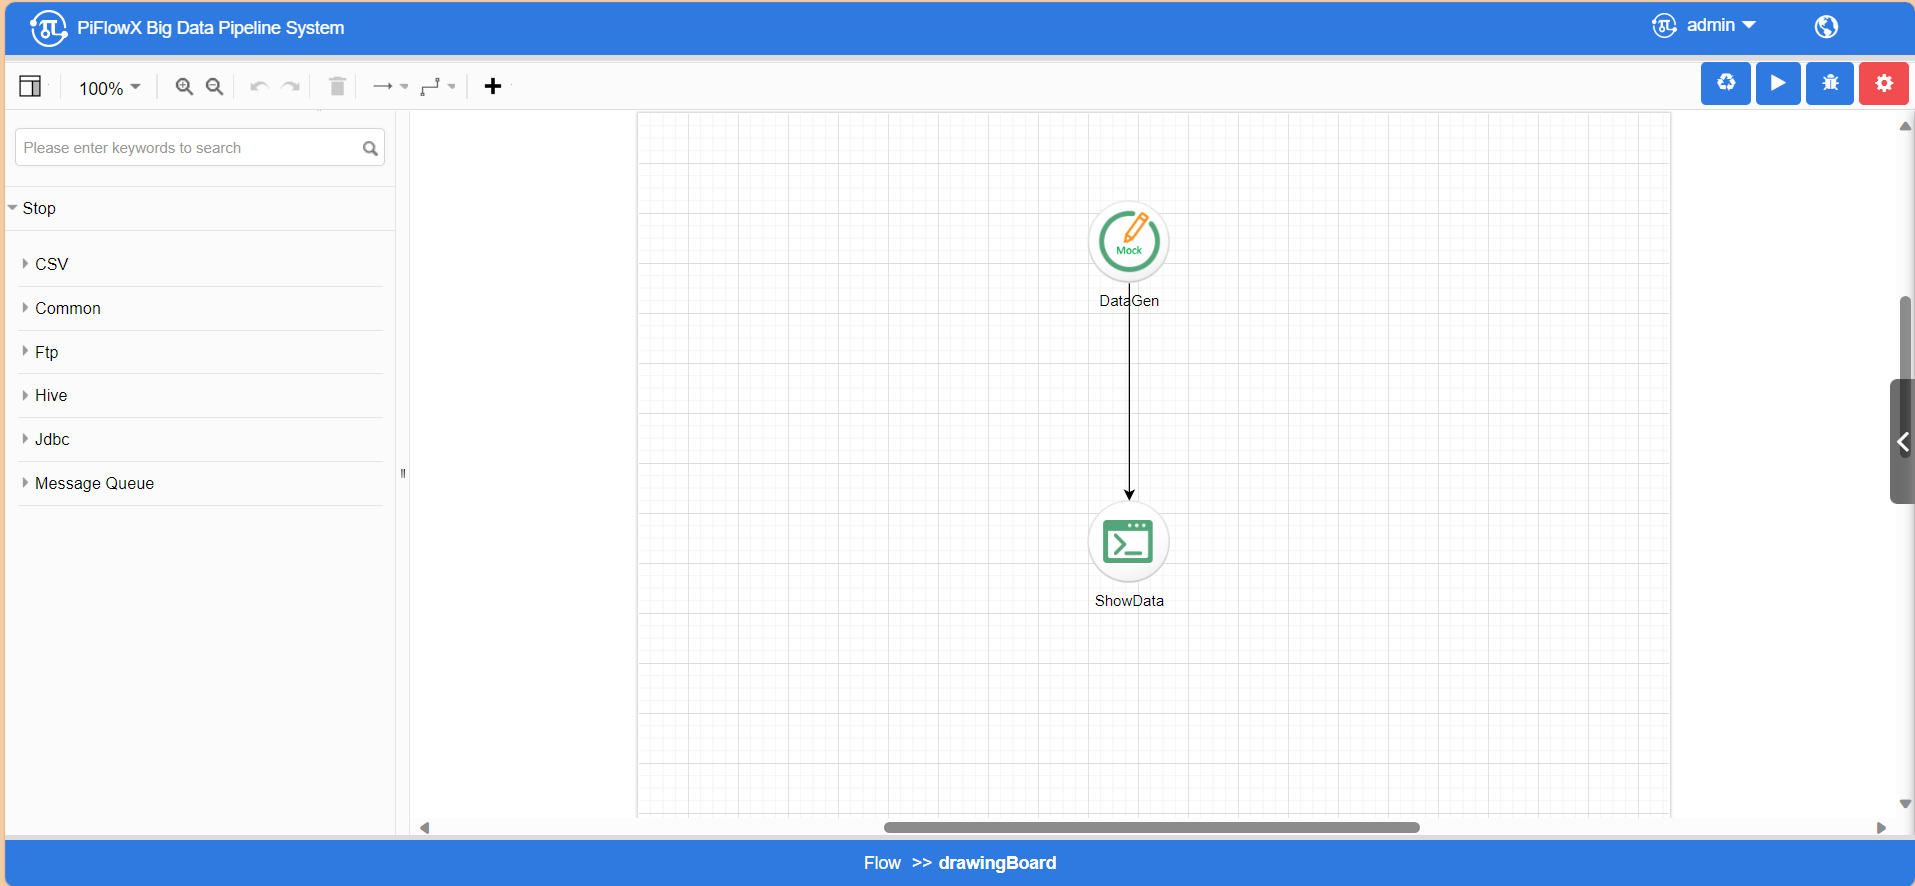 PiFlowX Big Data Pipeline System
admin
100%
Please enter keywords to search
Stop
CSV
Common
Ftp
Hive
Jdbc
Message Queue
Mock
DataGen
ShowData
Flow >> drawingBoard